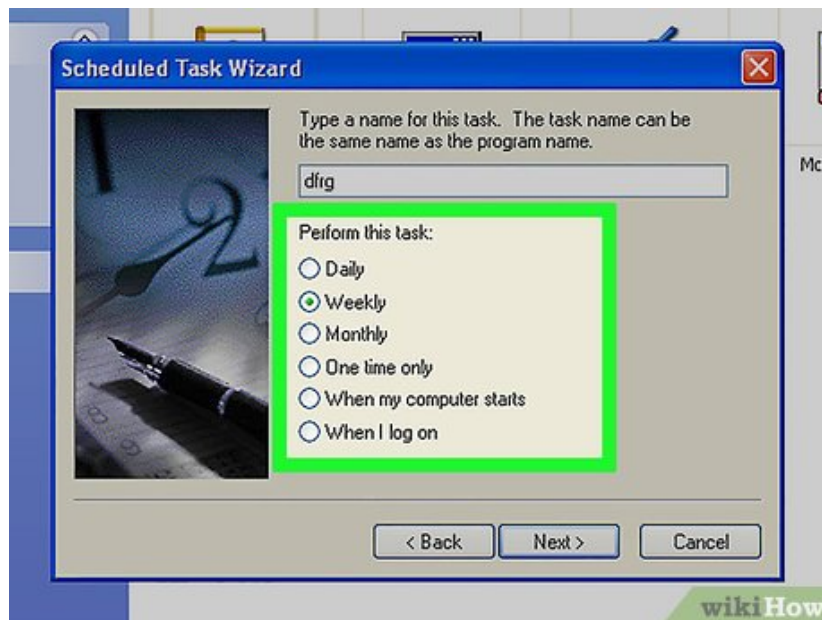 Scheduled Task Wizard
Type a name for this task. The task name can be
the same name as the program name.
dfrg
Perform this task:
Daily
Weekly
Monthly
One time only
When my computer starts
When I log on
< Back
Next >
Cancel
Mc
wikiHow